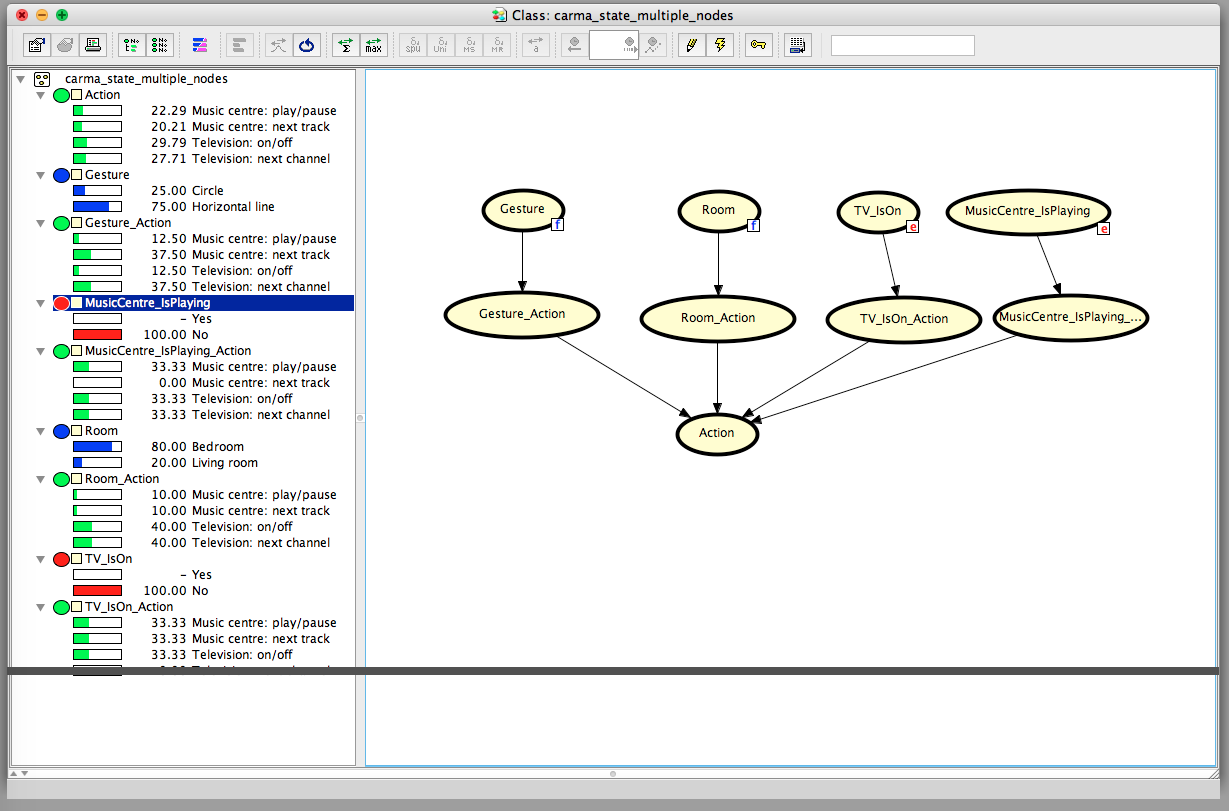 Class: carma_state_multiple_nodes
δu Spu
δu Uni
δu MS
δu MR
Σ
max
a
carma_state_multiple_nodes
Action
22.29 Music centre: play/pause
20.21 Music centre: next track
29.79 Television: on/off
27.71 Television: next channel
Gesture
25.00 Circle
75.00 Horizontal line
Gesture_Action
12.50 Music centre: play/pause
37.50 Music centre: next track
12.50 Television: on/off
37.50 Television: next channel
MusicCentre_IsPlaying
- Yes
100.00 No
MusicCentre_IsPlaying_Action
33.33 Music centre: play/pause
0.00 Music centre: next track
33.33 Television: on/off
33.33 Television: next channel
Room
80.00 Bedroom
20.00 Living room
Room_Action
10.00 Music centre: play/pause
10.00 Music centre: next track
40.00 Television: on/off
40.00 Television: next channel
TV_IsOn
- Yes
100.00 No
TV_IsOn_Action
33.33 Music centre: play/pause
33.33 Music centre: next track
33.33 Television: on/off
Gesture
f
Room
f
TV_IsOn
e
MusicCentre_IsPlaying
e
Gesture_Action
Room_Action
TV_IsOn_Action
MusicCentre_IsPlaying_...
Action